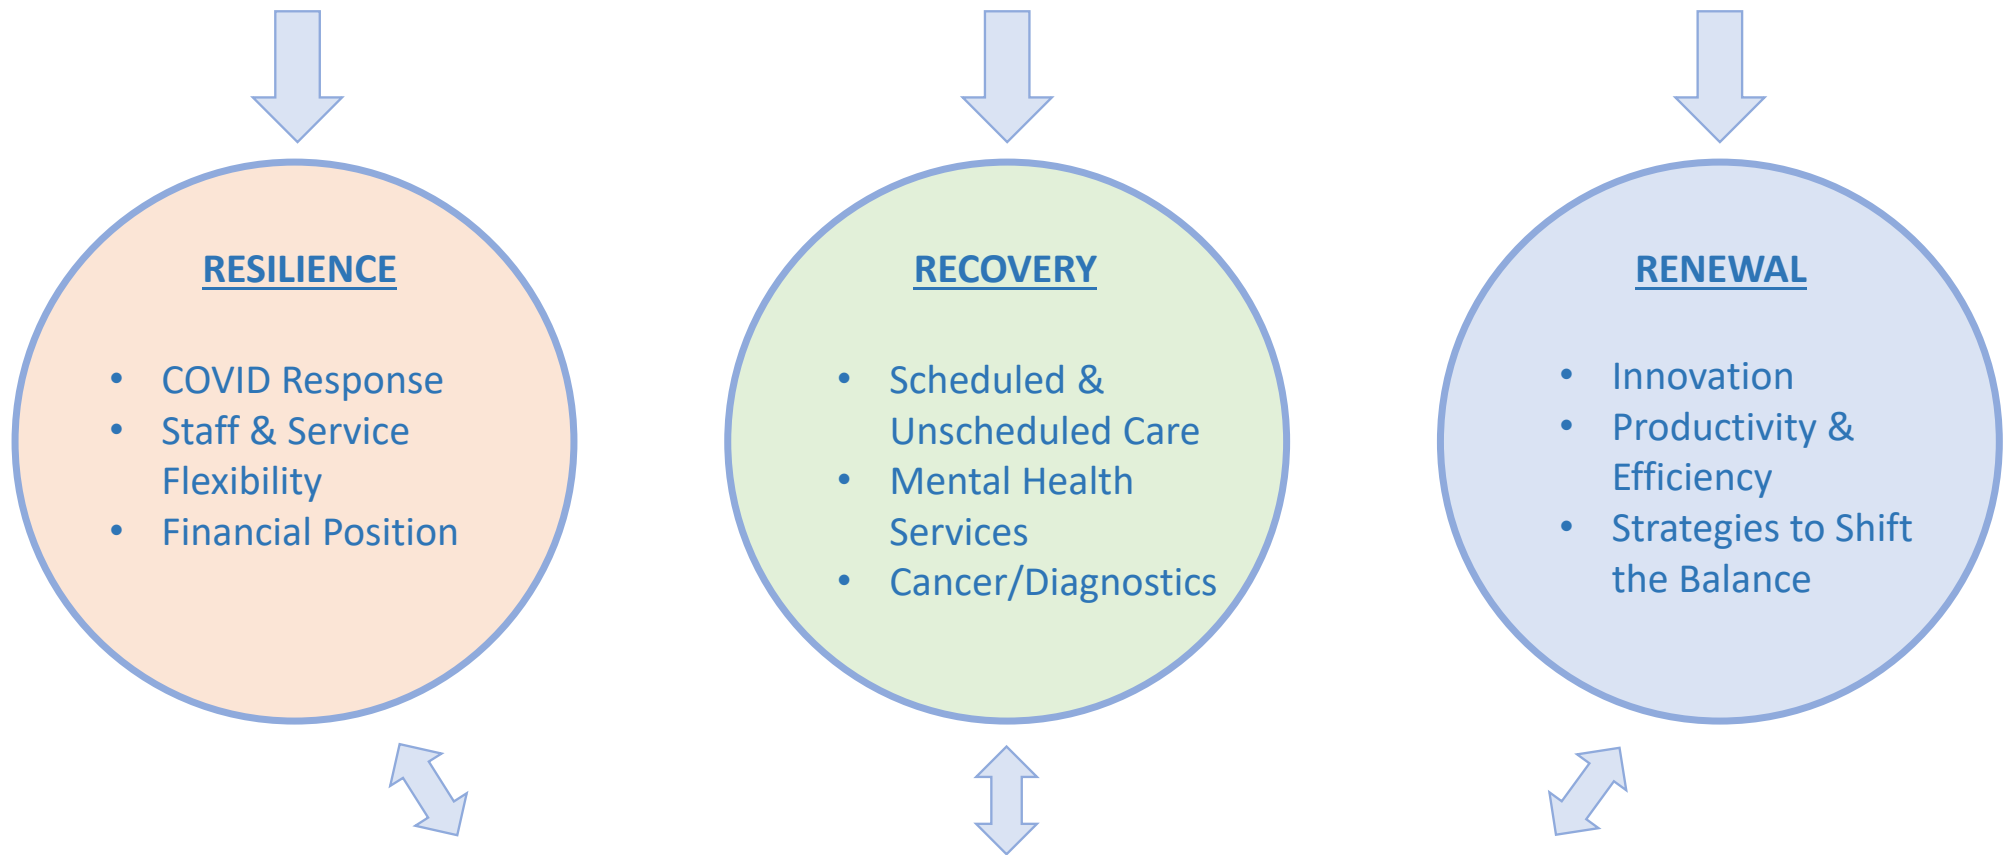 RESILIENCE
• COVID Response
• Staff & Service
Flexibility
• Financial Position
RECOVERY
• Scheduled &
Unscheduled Care
• Mental Health
Services
• Cancer/Diagnostics
RENEWAL
• Innovation
• Productivity &
Efficiency
• Strategies to Shift
the Balance